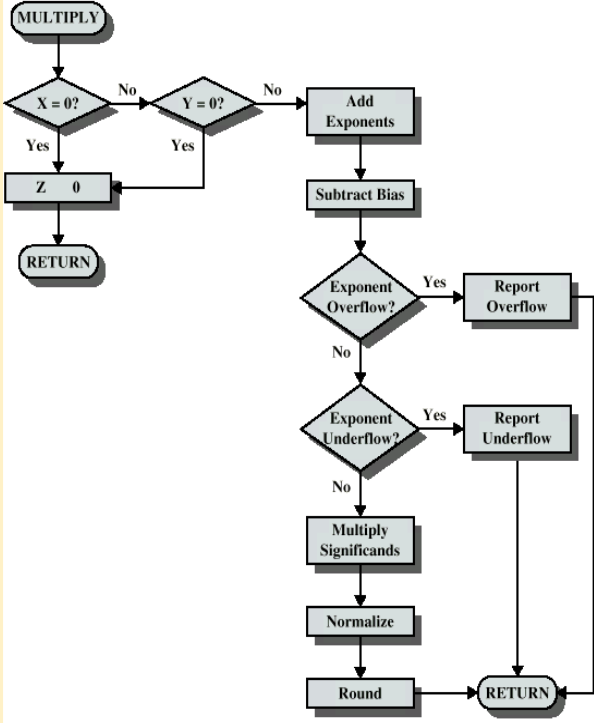 MULTIPLY
X = 0?
No
Y = 0?
No
Add
Exponents
Yes
Yes
Z 0
RETURN
Subtract Bias
Exponent
Overflow?
Yes
Report
Overflow
No
Exponent
Underflow?
Yes
Report
Underflow
No
Multiply
Significands
Normalize
Round
RETURN